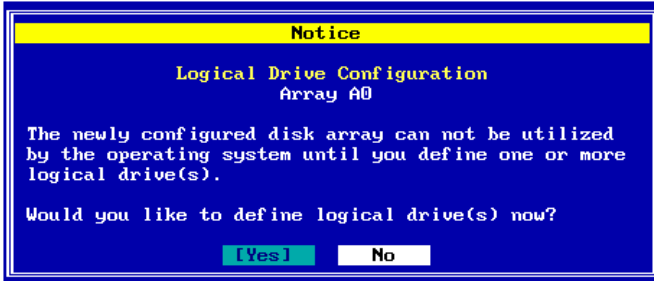 Notice
Logical Drive Configuration
Array A0
The newly configured disk array can not be utilized
by the operating system until you define one or more
logical drive(s).
Would you like to define logical drive(s) now?
[Yes] No